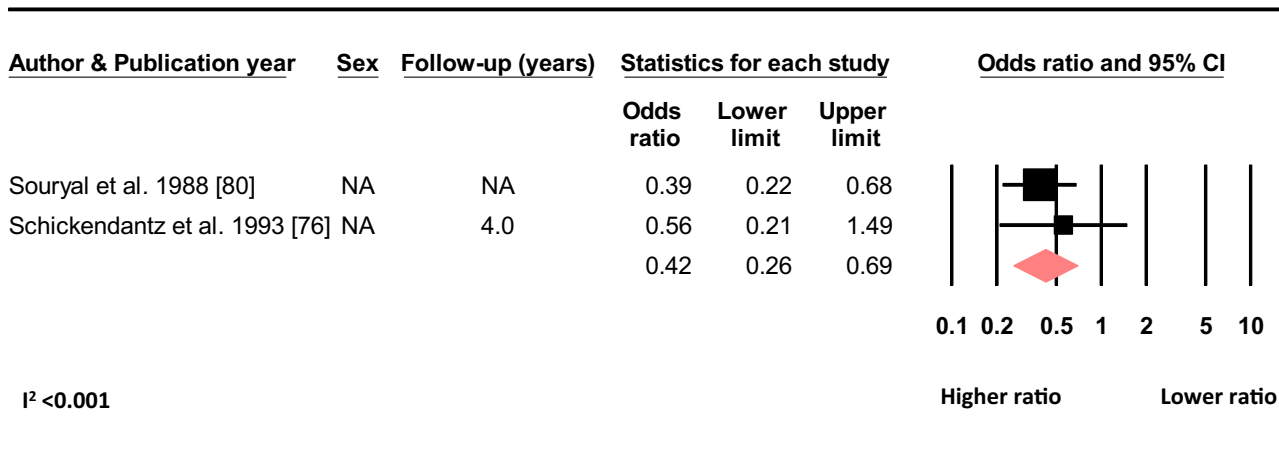 Author & Publication year Sex Follow-up (years) Statistics for each study Odds ratio and 95% CI
Odds ratio Lower limit Upper limit
Souryal et al. 1988 [80] NA NA 0.39 0.22 0.68
Schickendantz et al. 1993 [76] NA 4.0 0.56 0.21 1.49
0.42 0.26 0.69
0.1 0.2 0.5 1 2 5 10
I² <0.001 Higher ratio Lower ratio